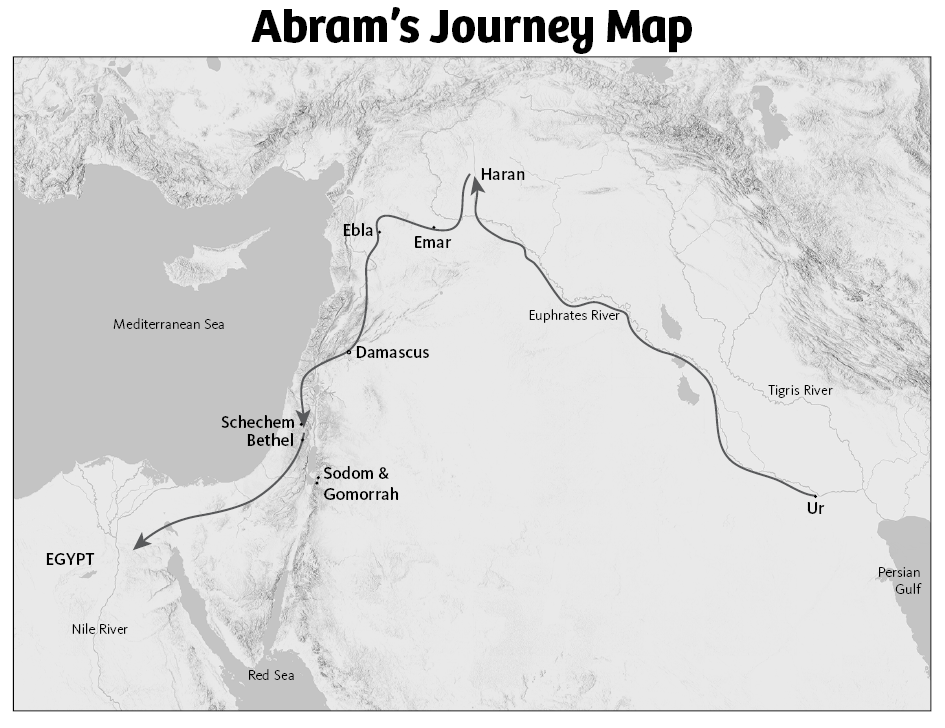 Abram's Journey Map
Haran
Ebla
Emar
Mediterranean Sea
Euphrates River
Damascus
Tigris River
Schechem
Bethel
Sodom &
Gomorrah
Ur
EGYPT
Persian
Gulf
Nile River
Red Sea